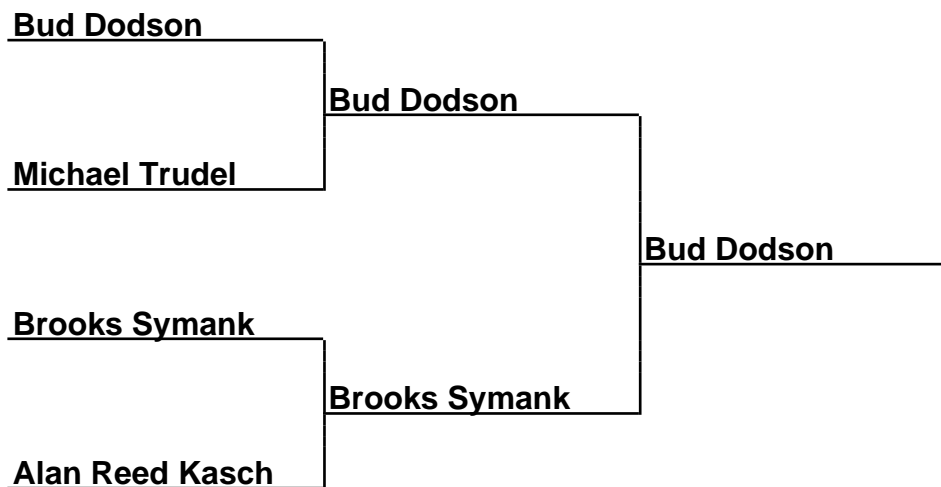 Bud Dodson
Bud Dodson
Michael Trudel
Bud Dodson
Brooks Symank
Brooks Symank
Alan Reed Kasch